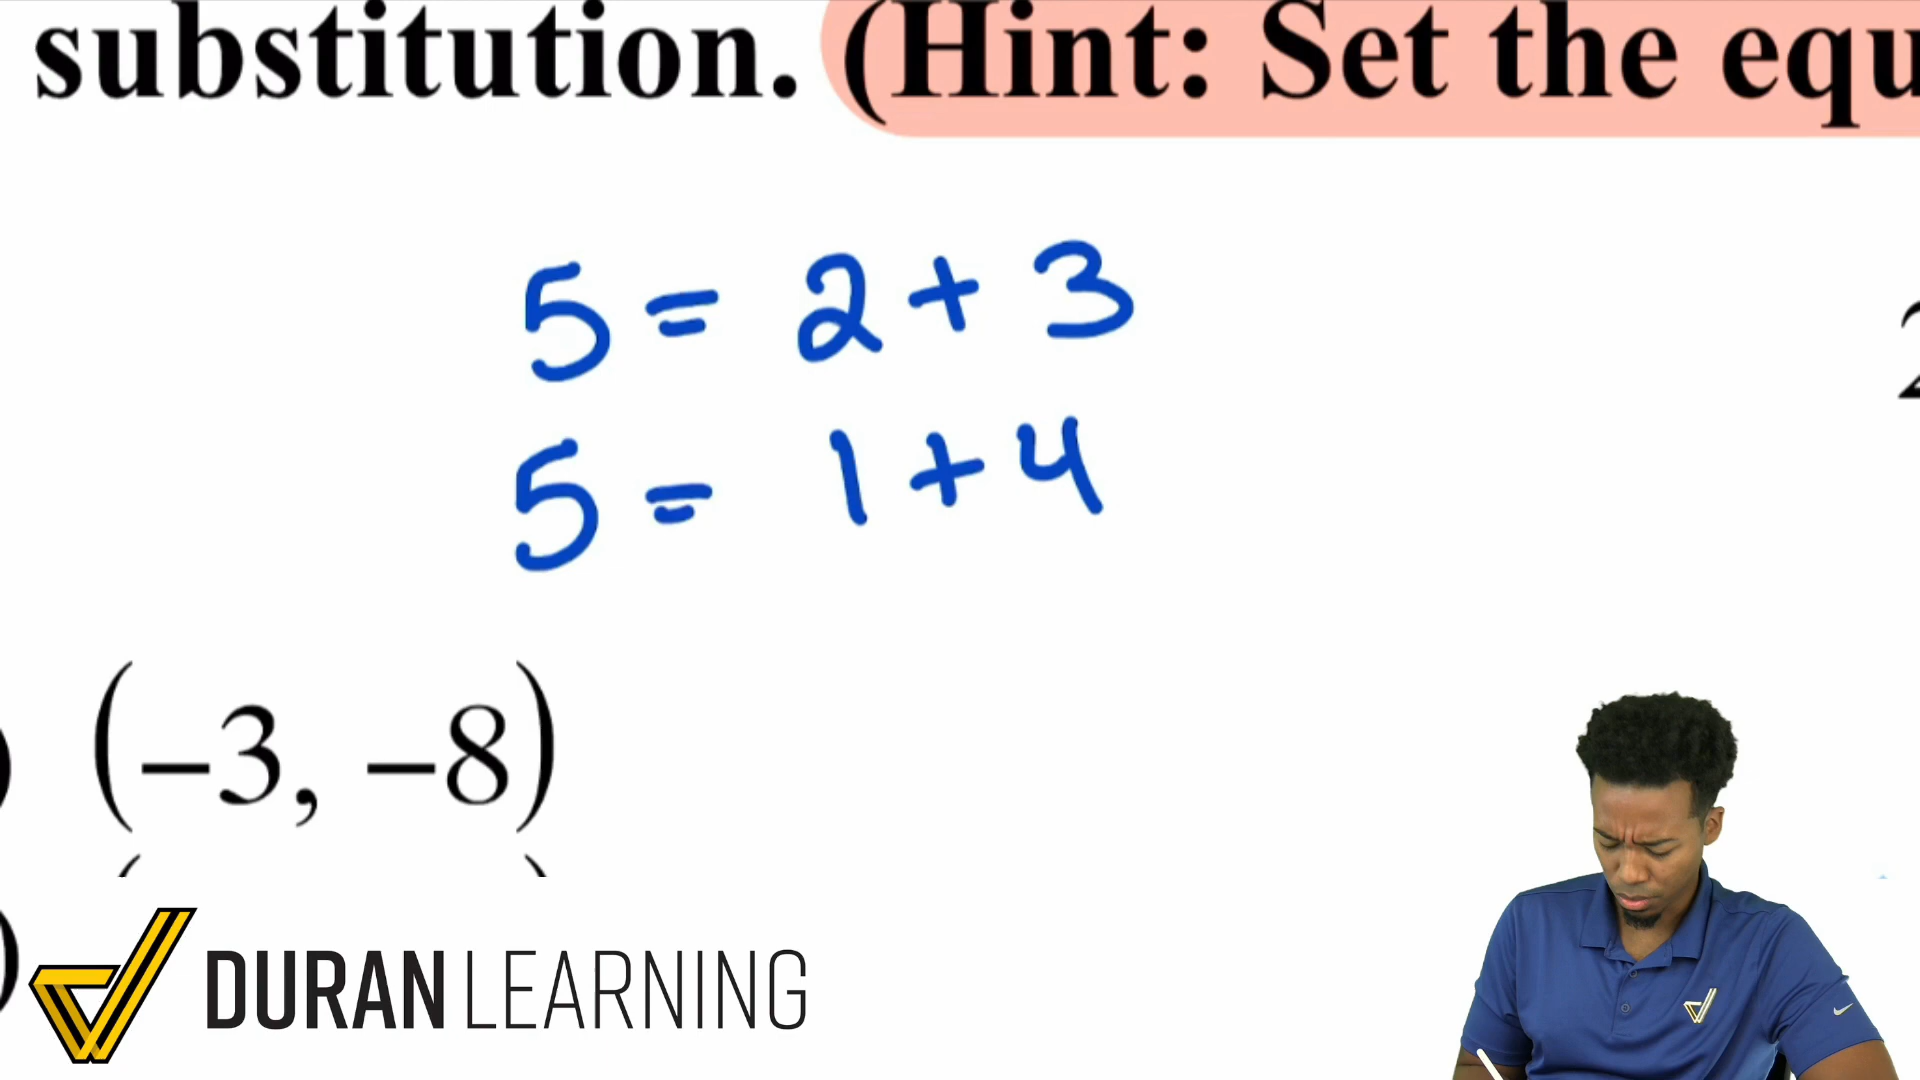 substitution. (Hint: Set the equ
5 = 2 + 3
5 = 1 + 4
(−3, −8)
DURAN LEARNING